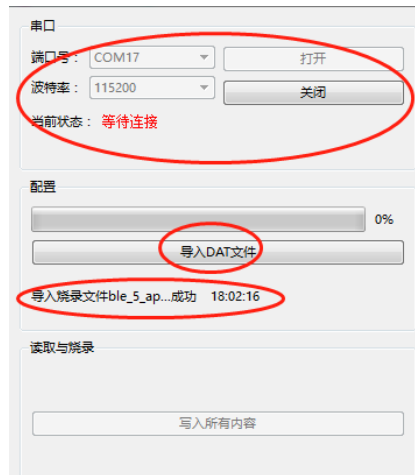 串口
端口号： COM17 打开
波特率： 115200 关闭
当前状态： 等待连接
配置
0%
导入DAT文件
导入烧录文件ble_5_ap...成功 18:02:16
读取与烧录
写入所有内容